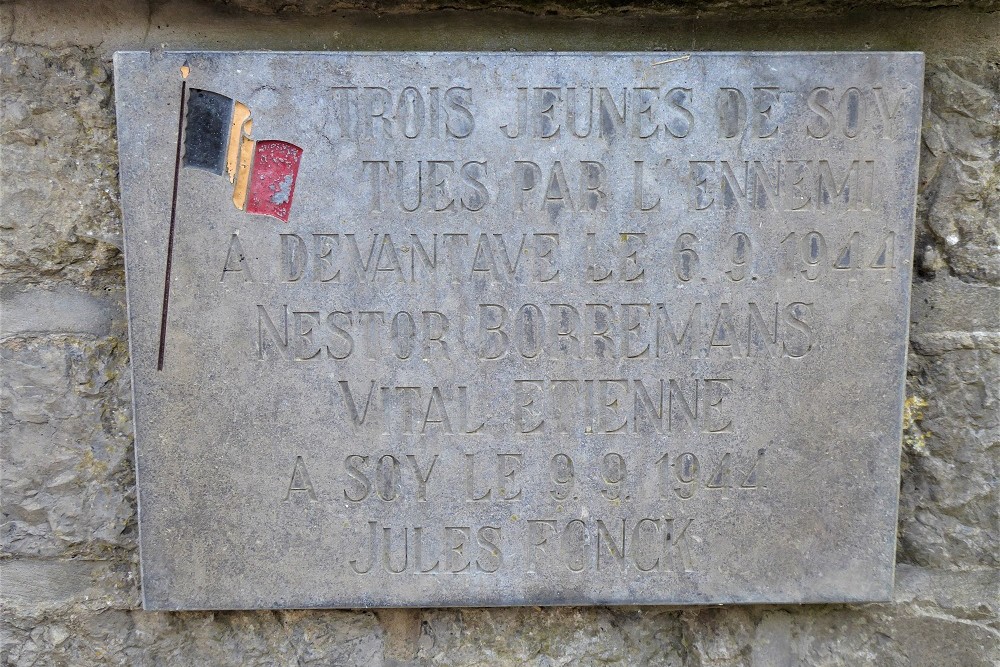 TROIS JEUNES DE SOY
TUES PAR L'ENNEMI
A DEVANTAVE LE 6.9.1944
NESTOR BORREMANS
VITAL ETIENNE
A SOY LE 9.9.1944
JULES FONCK